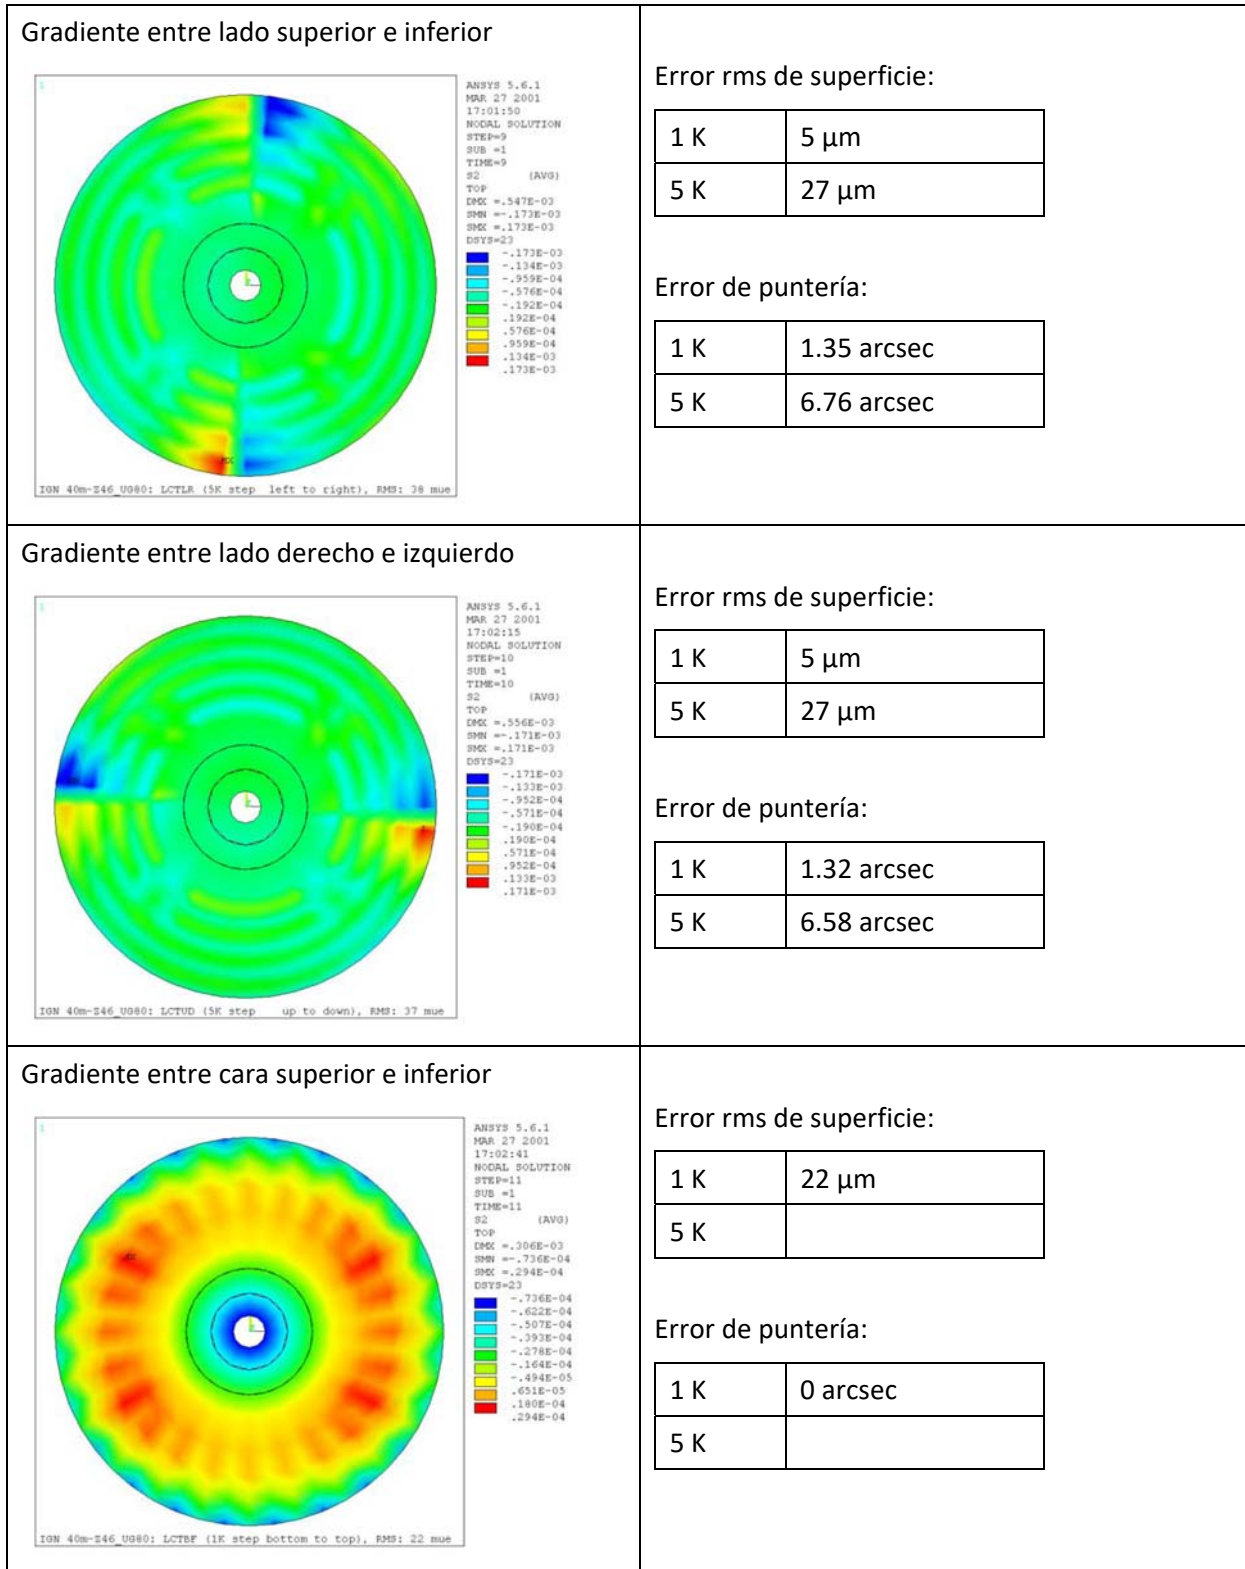 Gradiente entre lado superior e inferior
1
ANSYS 5.6.1
MAR 27 2001
17:01:50
NODAL SOLUTION
STEP=9
SUB =1
TIME=9
S2 (AVG)
TOP
DMX =.547E-03
SMN =-.173E-03
SMX =.173E-03
DSYS=23
-.173E-03
-.134E-03
-.959E-04
-.576E-04
-.192E-04
.192E-04
.576E-04
.959E-04
.134E-03
.173E-03
MX
IGN 40m-Z46_UG80: LCTLR (5K step left to right), RMS: 38 mue
Error rms de superficie:
1 K 5 µm
5 K 27 µm
Error de puntería:
1 K 1.35 arcsec
5 K 6.76 arcsec
Gradiente entre lado derecho e izquierdo
1
ANSYS 5.6.1
MAR 27 2001
17:02:15
NODAL SOLUTION
STEP=10
SUB =1
TIME=10
S2 (AVG)
TOP
DMX =.556E-03
SMN =-.171E-03
SMX =.171E-03
DSYS=23
-.171E-03
-.133E-03
-.952E-04
-.571E-04
-.190E-04
.190E-04
.571E-04
.952E-04
.133E-03
.171E-03
IGN 40m-Z46_UG80: LCTUD (5K step up to down), RMS: 37 mue
Error rms de superficie:
1 K 5 µm
5 K 27 µm
Error de puntería:
1 K 1.32 arcsec
5 K 6.58 arcsec
Gradiente entre cara superior e inferior
1
ANSYS 5.6.1
MAR 27 2001
17:02:41
NODAL SOLUTION
STEP=11
SUB =1
TIME=11
S2 (AVG)
TOP
DMX =.306E-03
SMN =-.736E-04
SMX =.294E-04
DSYS=23
-.736E-04
-.622E-04
-.507E-04
-.393E-04
-.278E-04
-.164E-04
-.494E-05
.651E-05
.180E-04
.294E-04
MX
IGN 40m-Z46_UG80: LCTBF (1K step bottom to top), RMS: 22 mue
Error rms de superficie:
1 K 22 µm
5 K
Error de puntería:
1 K 0 arcsec
5 K